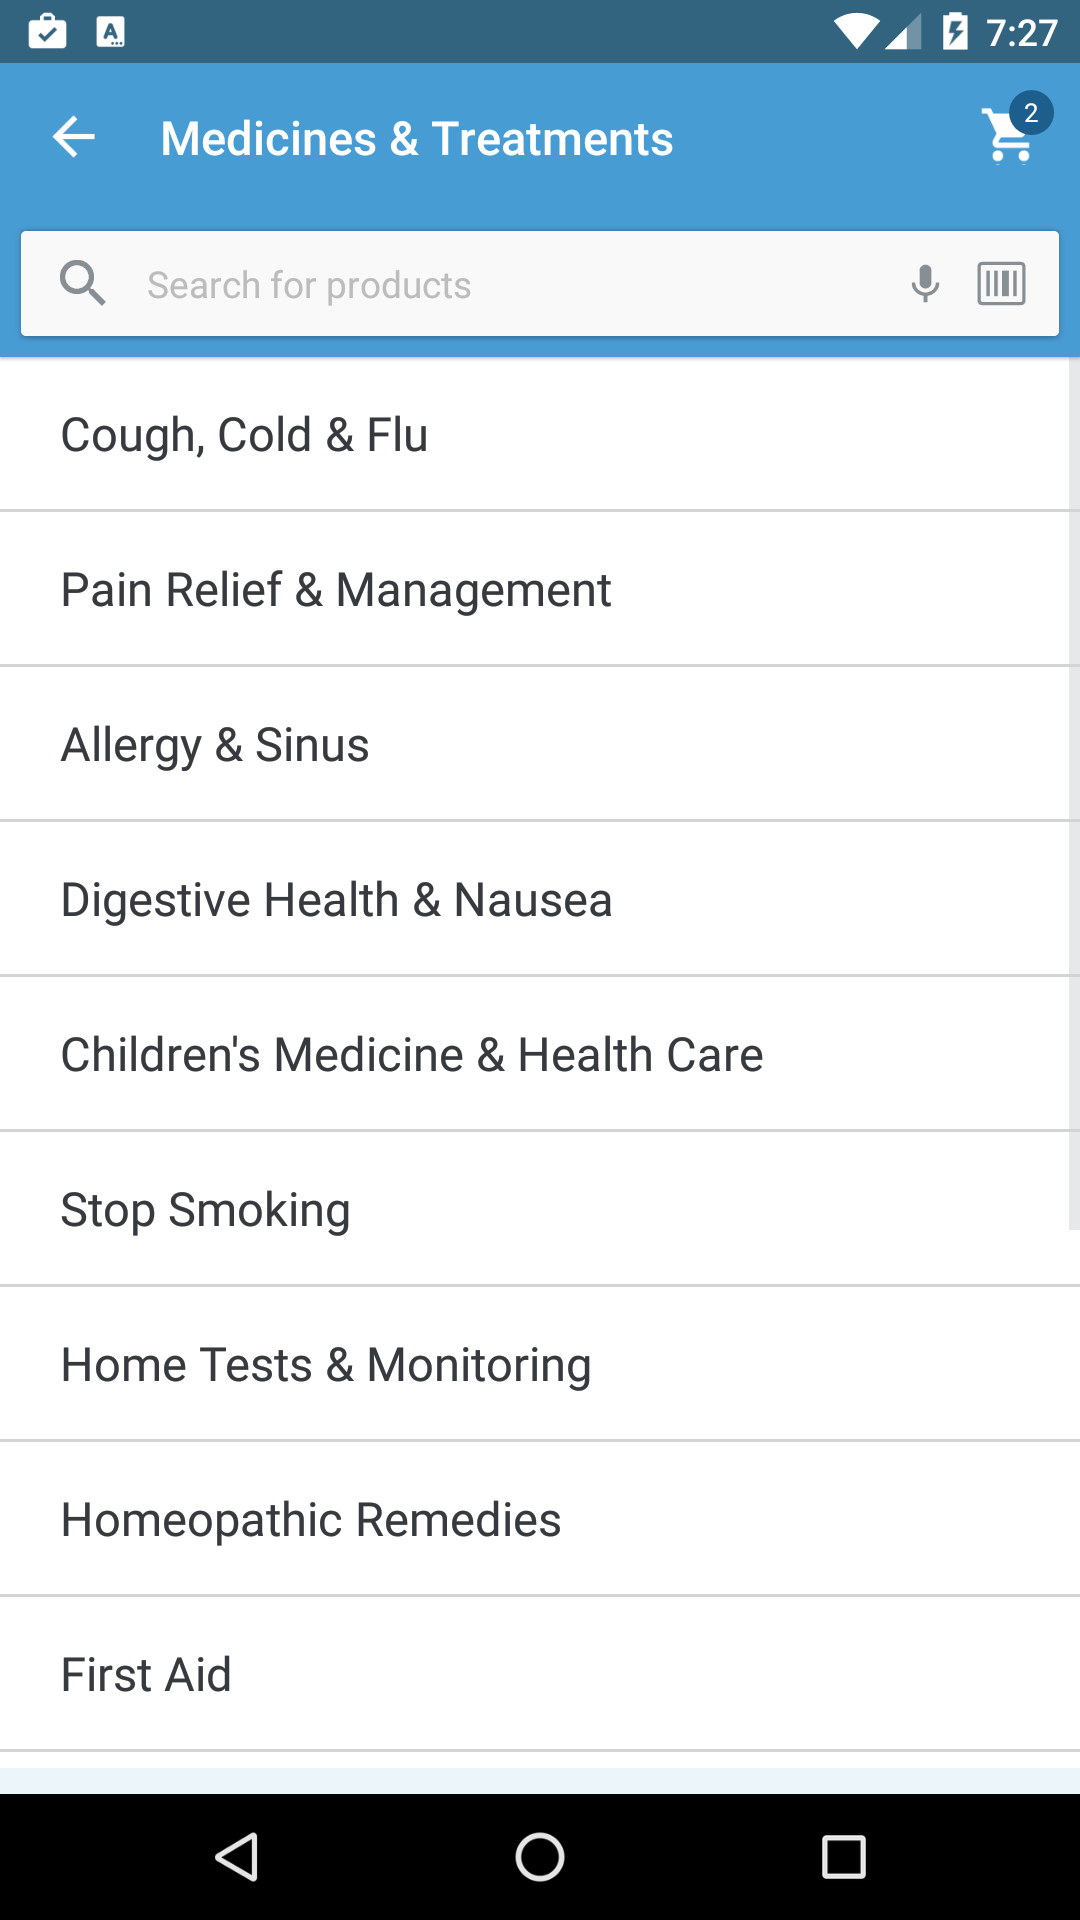 7:27
Medicines & Treatments
2
Search for products
Cough, Cold & Flu
Pain Relief & Management
Allergy & Sinus
Digestive Health & Nausea
Children's Medicine & Health Care
Stop Smoking
Home Tests & Monitoring
Homeopathic Remedies
First Aid